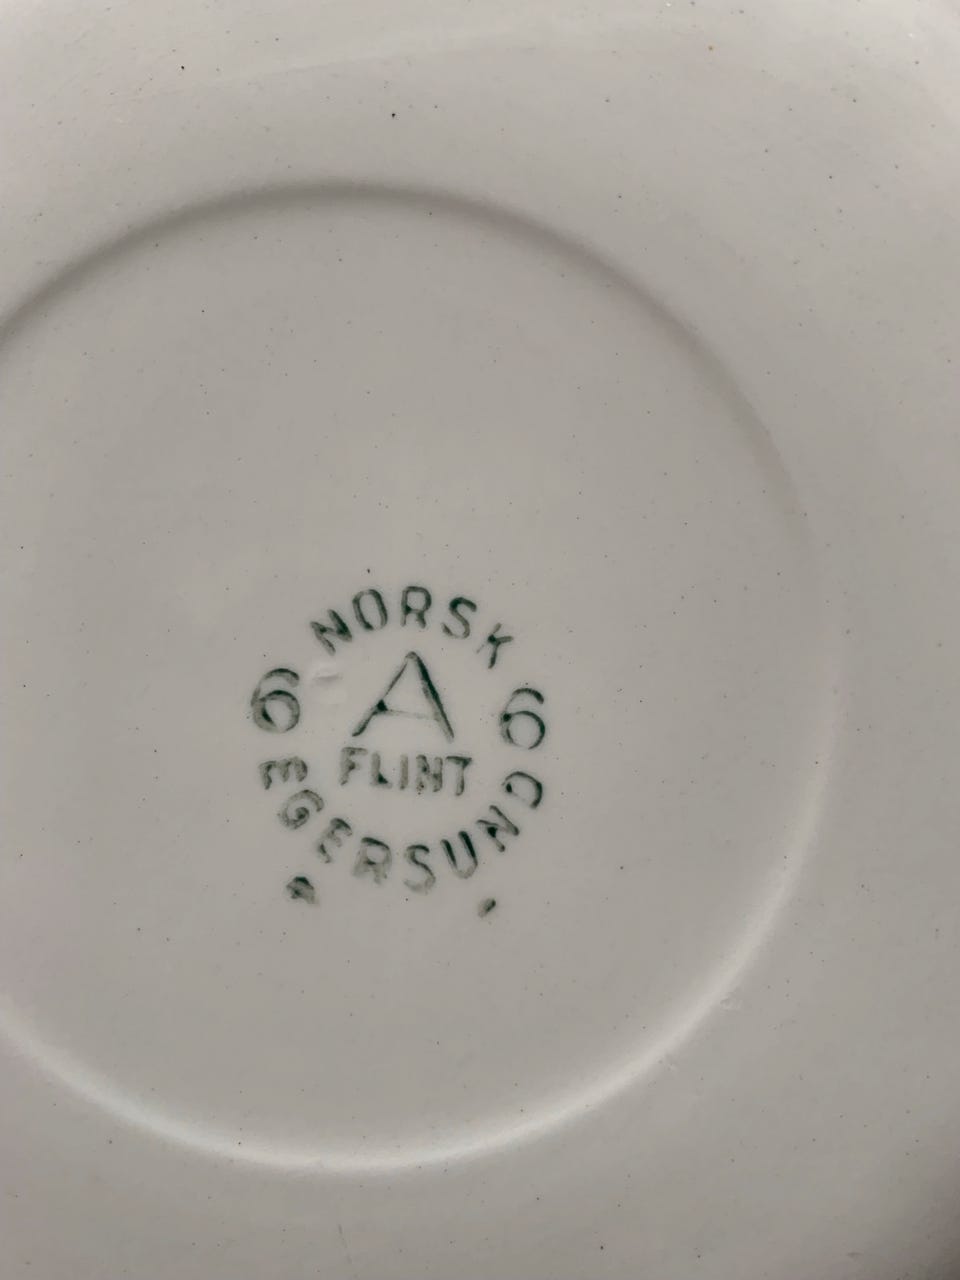 NORSK
6 A 6
FLINT
EGERSUND